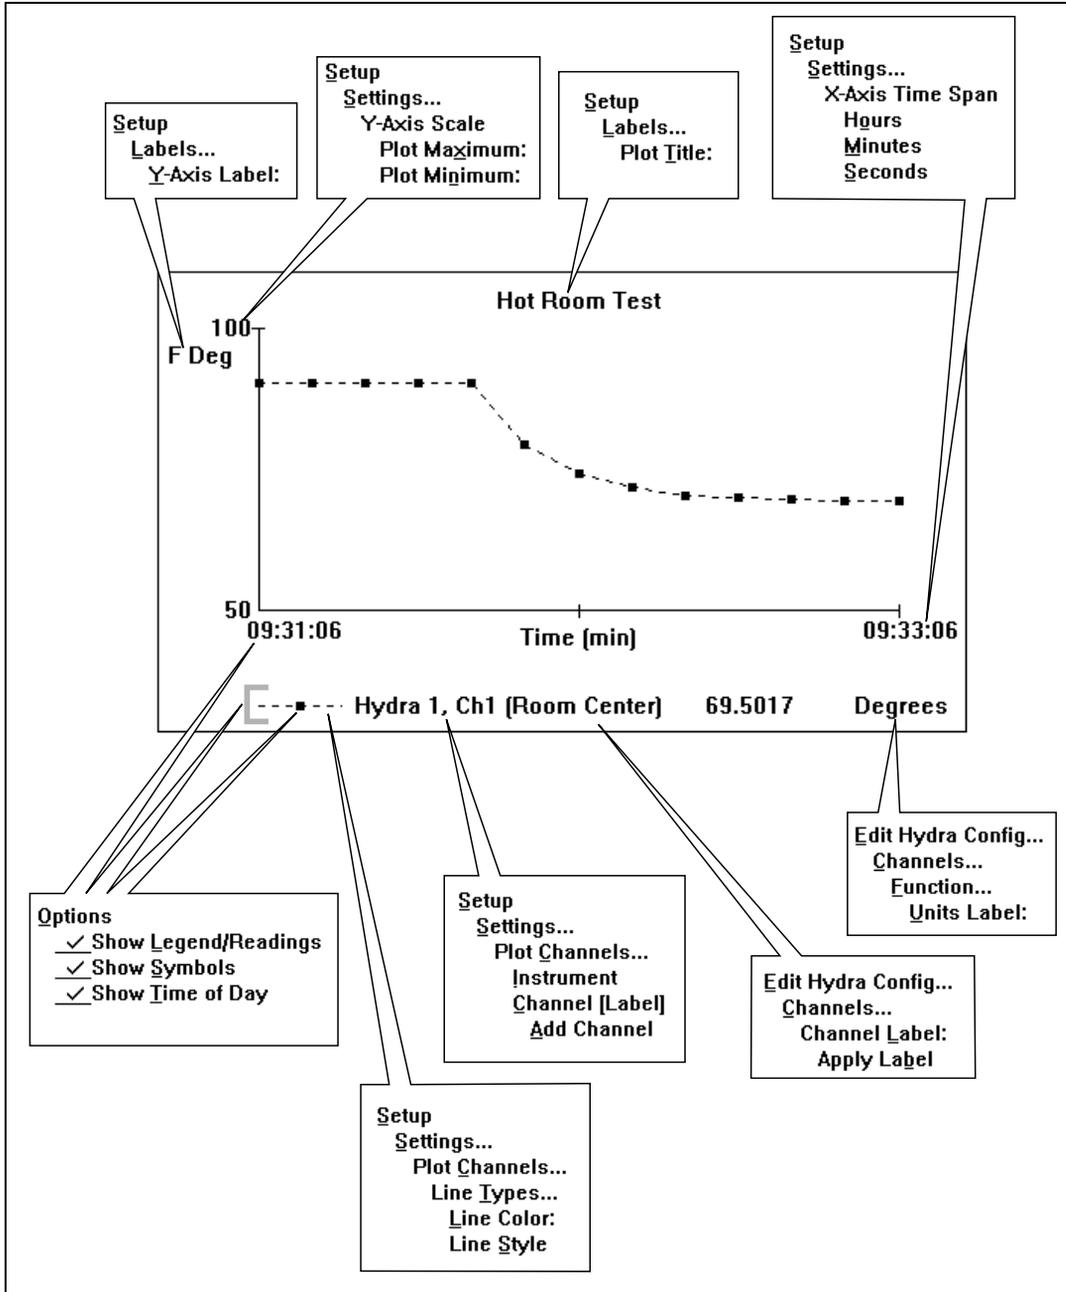 Setup
Labels...
Y-Axis Label:
Setup
Settings...
Y-Axis Scale
Plot Maximum:
Plot Minimum:
Setup
Labels...
Plot Title:
Setup
Settings...
X-Axis Time Span
Hours
Minutes
Seconds
Hot Room Test
100
F Deg
50
09:31:06
Time (min)
09:33:06
Hydra 1, Ch1 (Room Center) 69.5017 Degrees
Options
✓ Show Legend/Readings
✓ Show Symbols
✓ Show Time of Day
Setup
Settings...
Plot Channels...
Instrument
Channel [Label]
Add Channel
Edit Hydra Config...
Channels...
Function...
Units Label:
Edit Hydra Config...
Channels...
Channel Label:
Apply Label
Setup
Settings...
Plot Channels...
Line Types...
Line Color:
Line Style